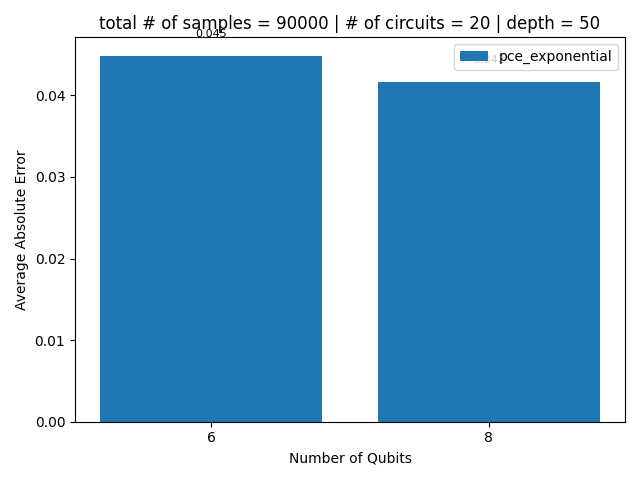 total # of samples = 90000 | # of circuits = 20 | depth = 50
0.045
pce_exponential
0.04
0.03
0.02
0.01
0.00
Average Absolute Error
6
8
Number of Qubits